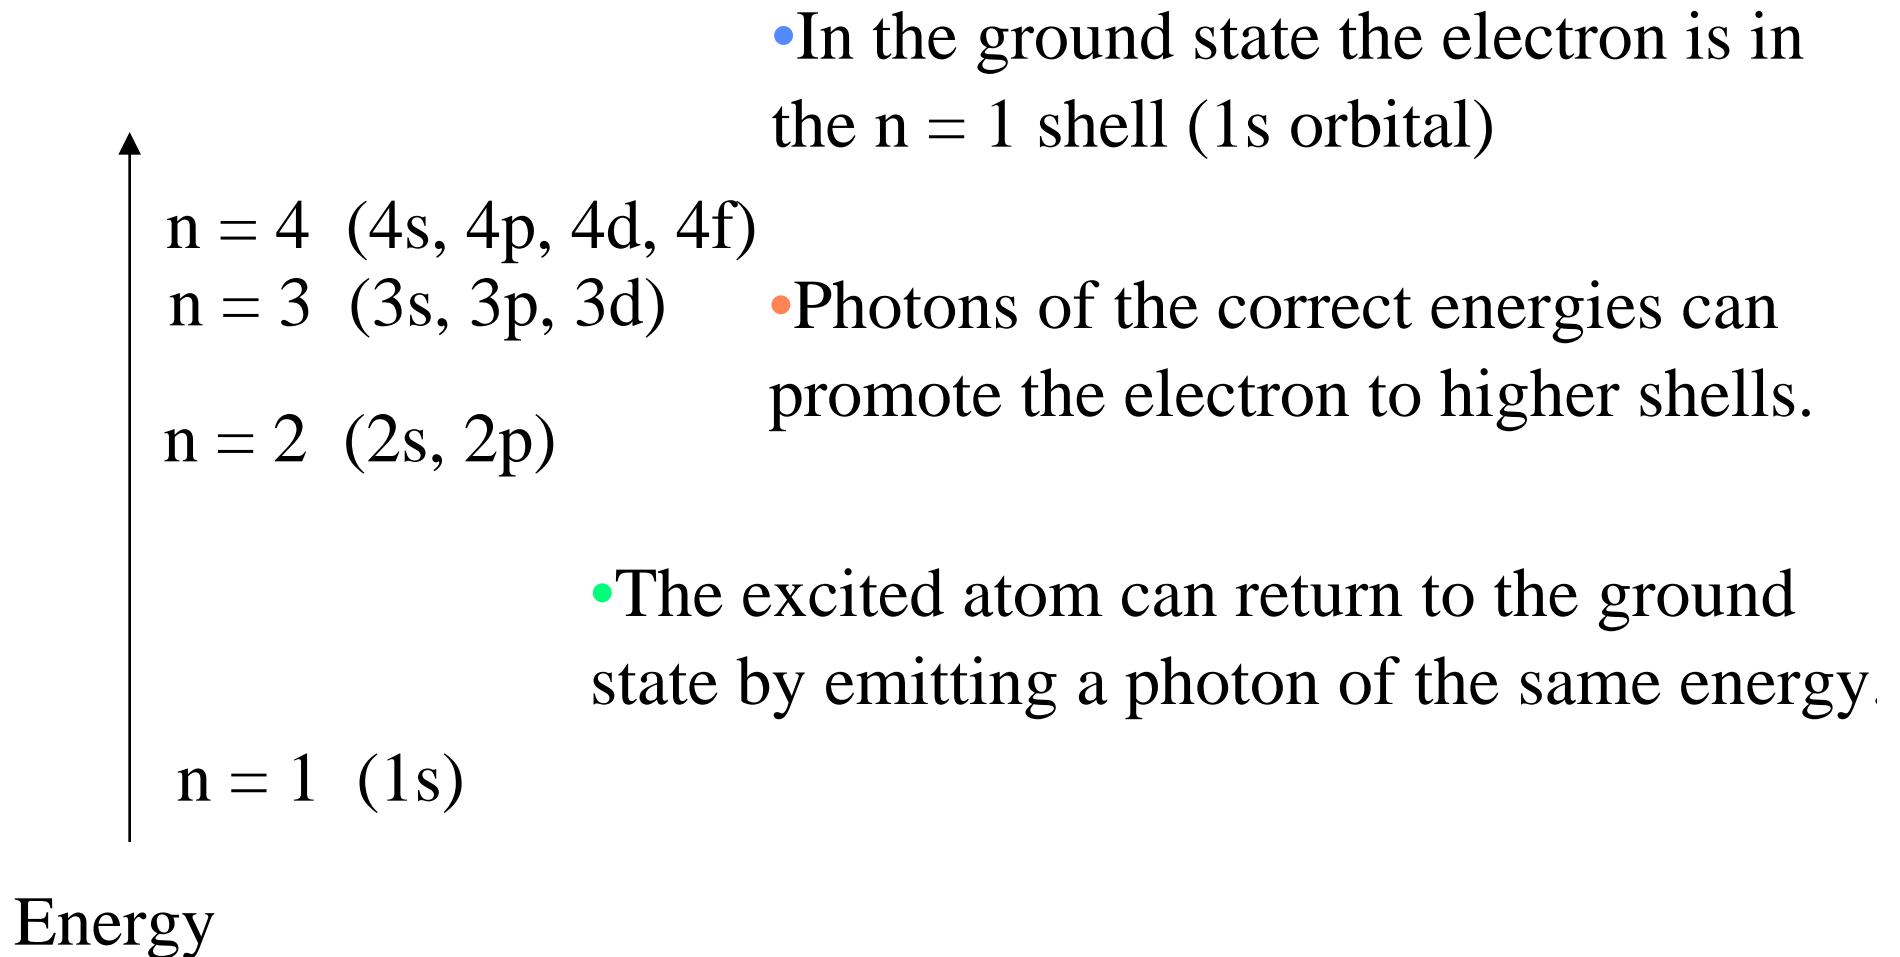 •In the ground state the electron is in
the n = 1 shell (1s orbital)
n = 4 (4s, 4p, 4d, 4f)
n = 3 (3s, 3p, 3d)
•Photons of the correct energies can
promote the electron to higher shells.
n = 2 (2s, 2p)
•The excited atom can return to the ground
state by emitting a photon of the same energy.
n = 1 (1s)
Energy